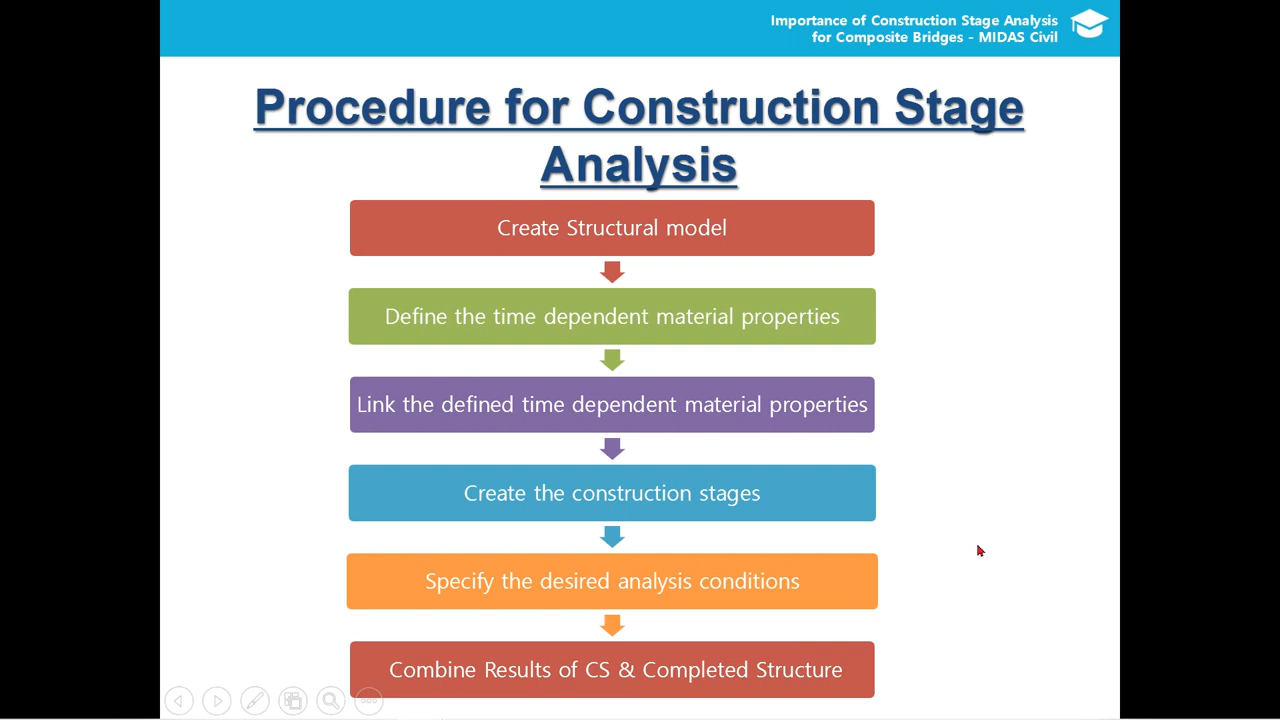 Importance of Construction Stage Analysis
for Composite Bridges - MIDAS Civil
Procedure for Construction Stage
Analysis
Create Structural model
Define the time dependent material properties
Link the defined time dependent material properties
Create the construction stages
Specify the desired analysis conditions
Combine Results of CS & Completed Structure